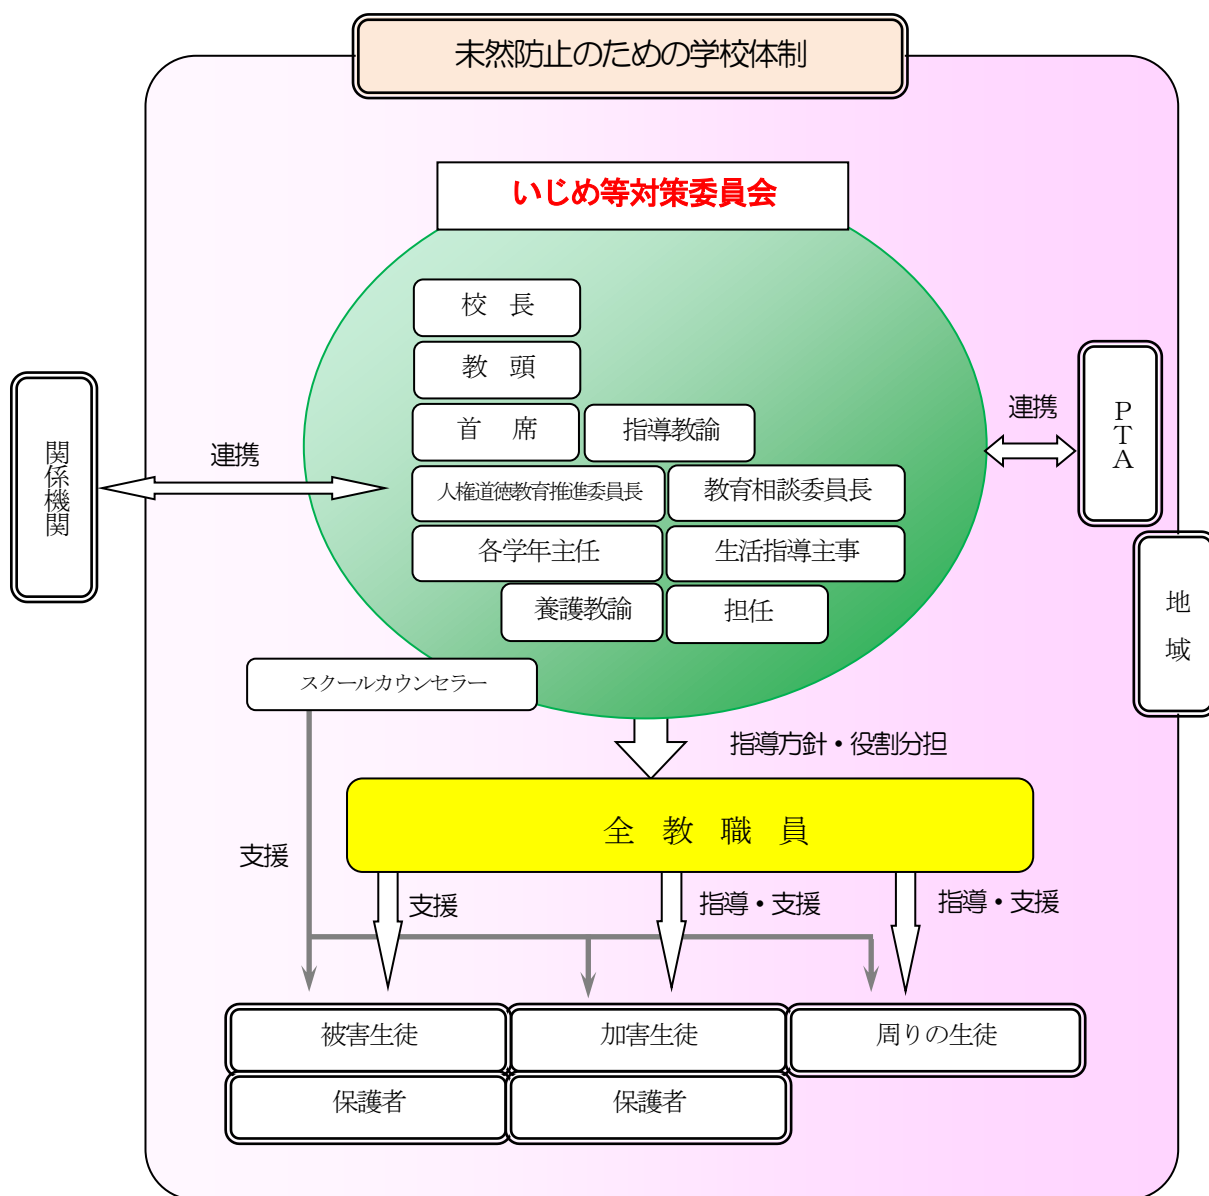 未然防止のための学校体制
いじめ等対策委員会
校　長
教　頭
首　席
指導教諭
人権道徳教育推進委員長
教育相談委員長
各学年主任
生活指導主事
養護教諭
担任
スクールカウンセラー
関係機関
連携
連携
ＰＴＡ
地域
指導方針・役割分担
全　教　職　員
支援
支援
指導・支援
指導・支援
被害生徒
加害生徒
周りの生徒
保護者
保護者